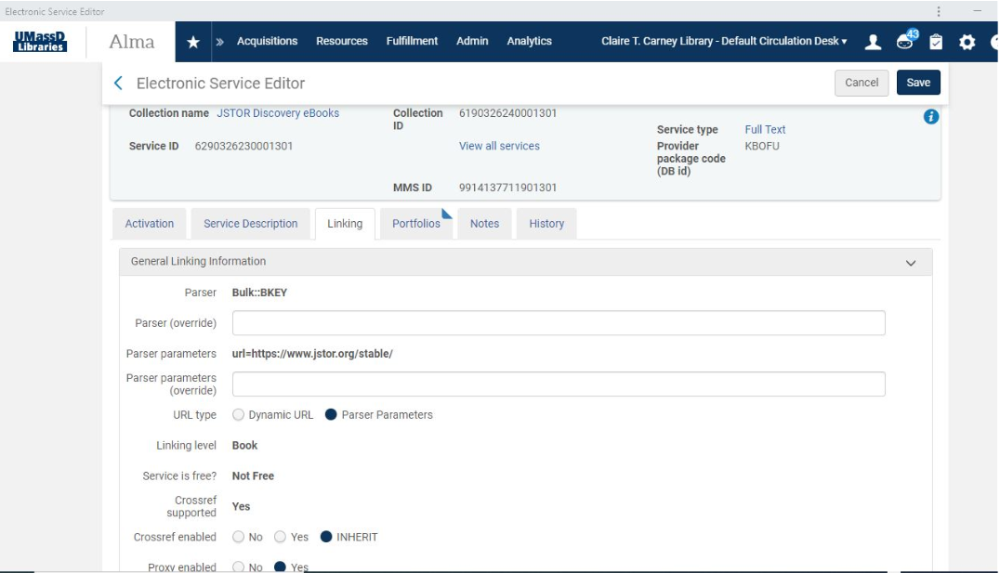 Electronic Service Editor
UMassD
Libraries
Alma
Acquisitions Resources Fulfillment Admin Analytics
Claire T. Carney Library - Default Circulation Desk
43
Electronic Service Editor
Cancel Save
Collection name JSTOR Discovery eBooks
Collection ID 6190326240001301
Service type Full Text
Service ID 6290326230001301
View all services
Provider package code (DB id) KBOFU
MMS ID 9914137711901301
Activation Service Description Linking Portfolios Notes History
General Linking Information
Parser Bulk::BKEY
Parser (override)
Parser parameters url=https://www.jstor.org/stable/
Parser parameters
(override)
URL type Dynamic URL Parser Parameters
Linking level Book
Service is free? Not Free
Crossref
supported Yes
Crossref enabled No Yes INHERIT
Proxy enabled No Yes